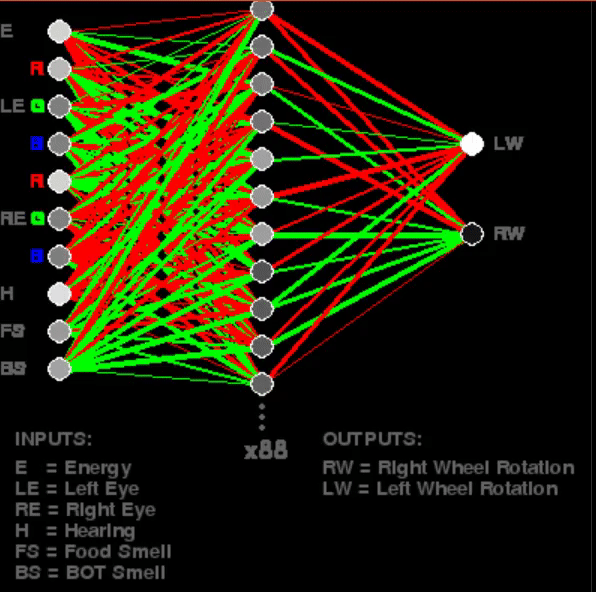 E
R
LE G
B
R
RE G
B
H
FS
BS
LW
RW
x88
INPUTS:
E = Energy
LE = Left Eye
RE = Right Eye
H = Hearing
FS = Food Smell
BS = BOT Smell
OUTPUTS:
RW = Right Wheel Rotation
LW = Left Wheel Rotation